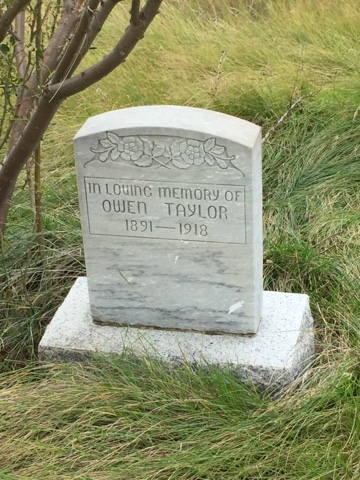 IN LOVING MEMORY OF
OWEN TAYLOR
1891—1918